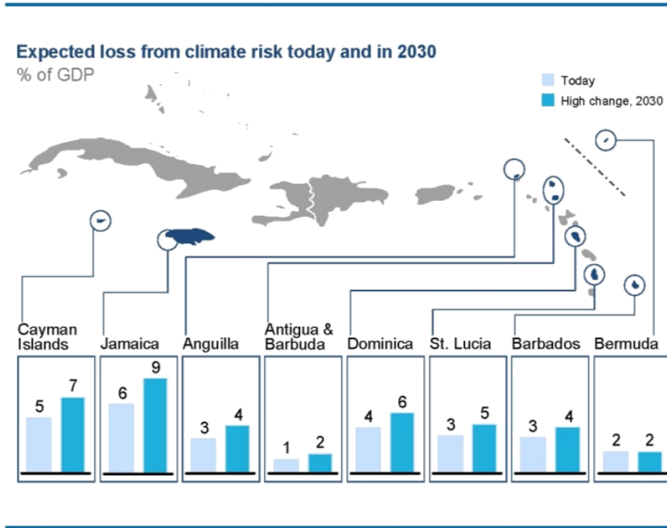 Expected loss from climate risk today and in 2030
% of GDP
Today
High change, 2030
Cayman
Islands
Jamaica
Anguilla
Antigua &
Barbuda
Dominica
St. Lucia
Barbados
Bermuda
5
7
6
9
3
4
1
2
4
6
3
5
3
4
2
2